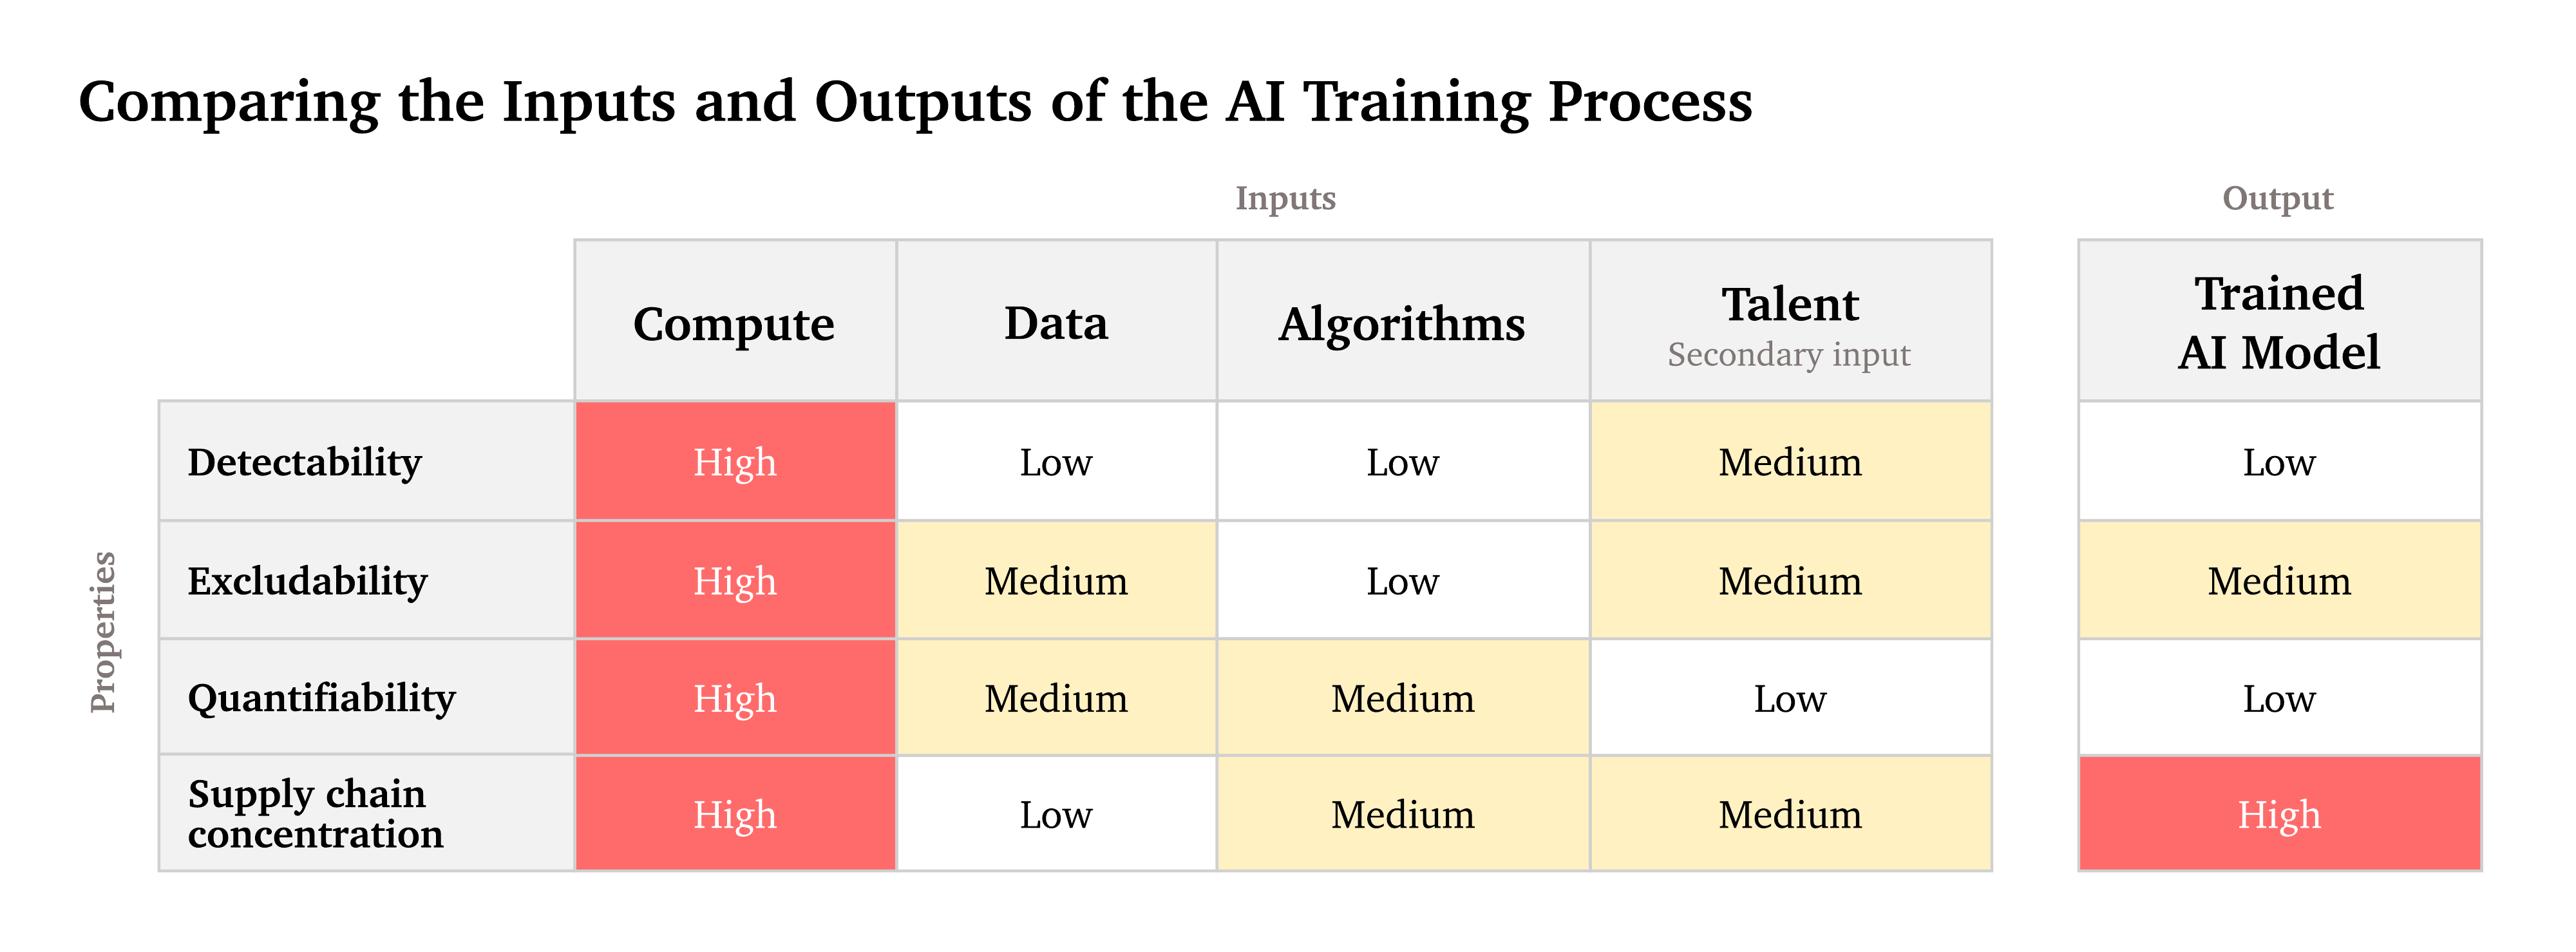 Comparing the Inputs and Outputs of the AI Training Process
Inputs
Output
Compute
Data
Algorithms
Talent
Secondary input
Trained
AI Model
Properties
Detectability
High
Low
Low
Medium
Low
Excludability
High
Medium
Low
Medium
Medium
Quantifiability
High
Medium
Medium
Low
Low
Supply chain
concentration
High
Low
Medium
Medium
High